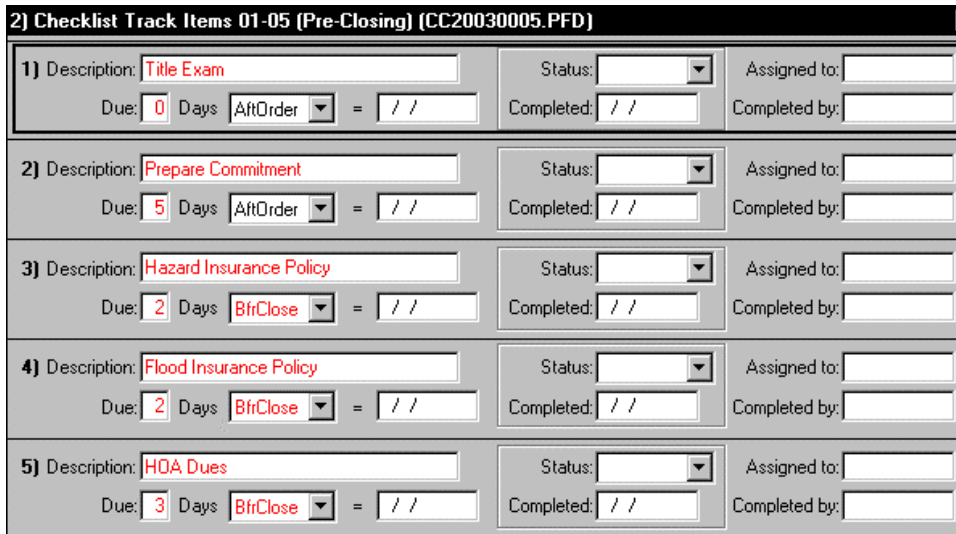 2) Checklist Track Items 01-05 (Pre-Closing) (CC20030005.PFD)
1) Description: Title Exam Status: Assigned to:
Due: 0 Days AftOrder = / / Completed: / / Completed by:
2) Description: Prepare Commitment Status: Assigned to:
Due: 5 Days AftOrder = / / Completed: / / Completed by:
3) Description: Hazard Insurance Policy Status: Assigned to:
Due: 2 Days BfrClose = / / Completed: / / Completed by:
4) Description: Flood Insurance Policy Status: Assigned to:
Due: 2 Days BfrClose = / / Completed: / / Completed by:
5) Description: HOA Dues Status: Assigned to:
Due: 3 Days BfrClose = / / Completed: / / Completed by: